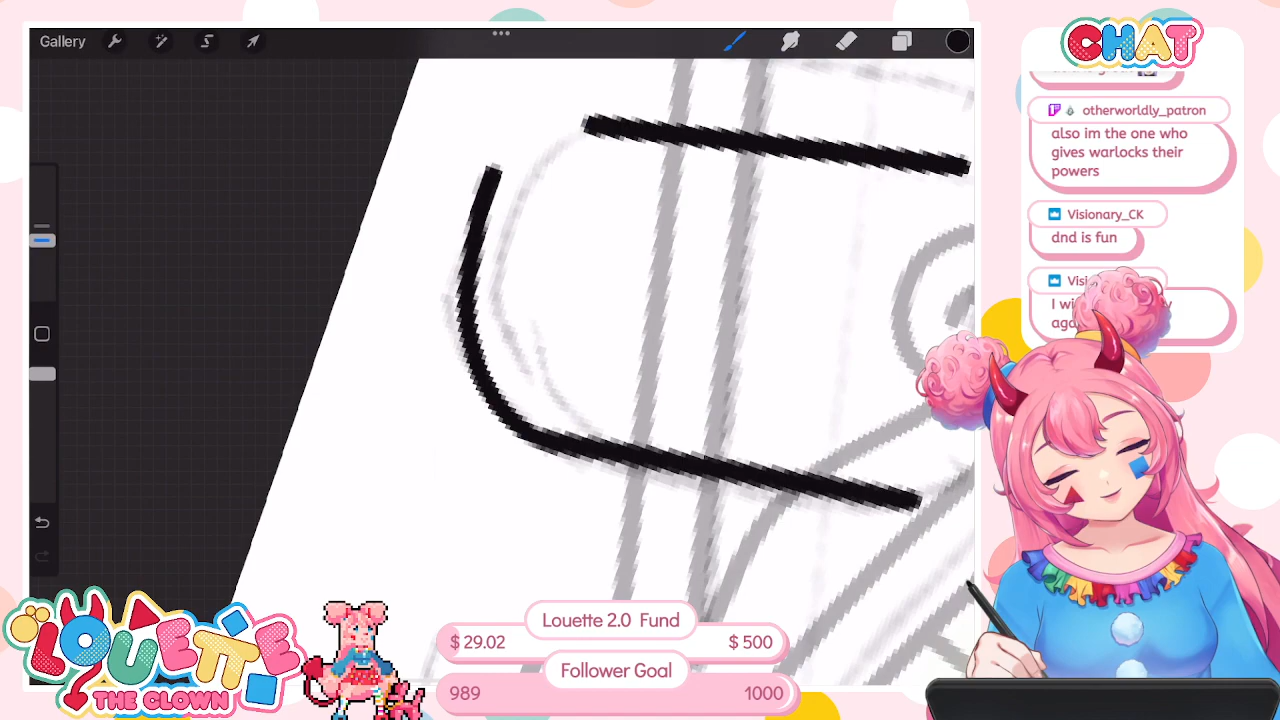 Gallery
CHAT
otherworldly_patron
also im the one who
gives warlocks their
powers
Visionary_CK
dnd is fun
LOUETTE
THE CLOWN
Louette 2.0 Fund
$ 29.02
$ 500
Follower Goal
989
1000